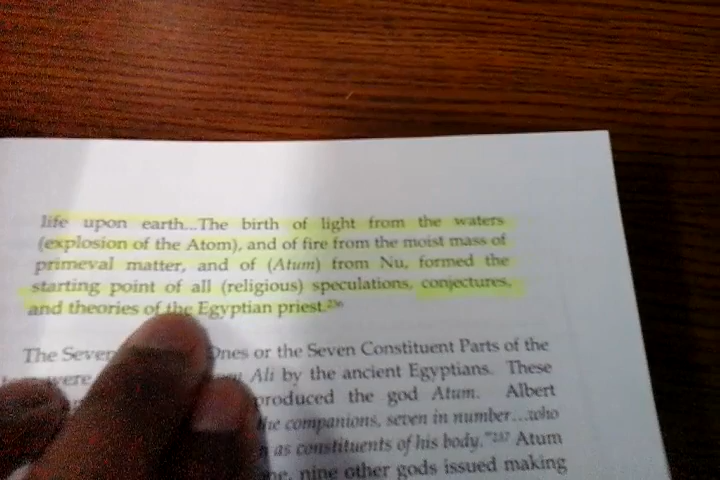 life upon earth...The birth of light from the waters
(explosion of the Atom), and of fire from the moist mass of
primeval matter, and of (Atum) from Nu, formed the
starting point of all (religious) speculations, conjectures,
and theories of the Egyptian priest.236
The Seven Ones or the Seven Constituent Parts of the
were Ali by the ancient Egyptians. These
produced the god Atum. Albert
the companions, seven in number...who
as constituents of his body."237 Atum
nine other gods issued making